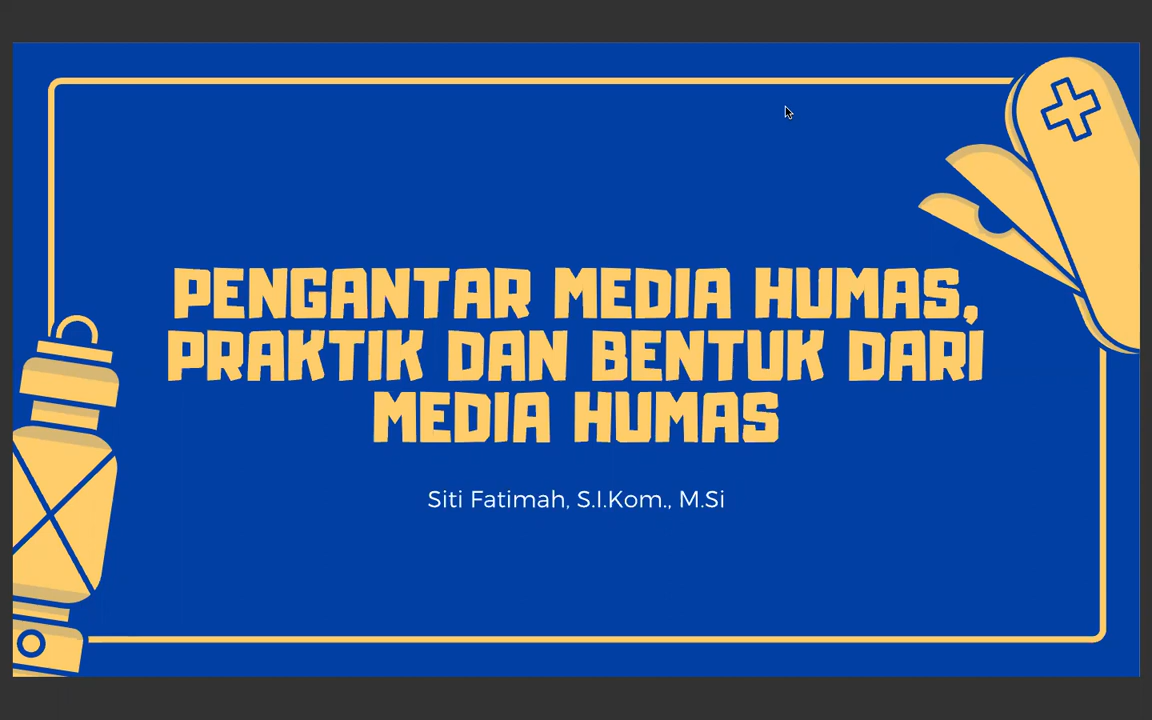 PENGANTAR MEDIA HUMAS,
PRAKTIK DAN BENTUK DARI
MEDIA HUMAS
Siti Fatimah, S.I.Kom., M.Si